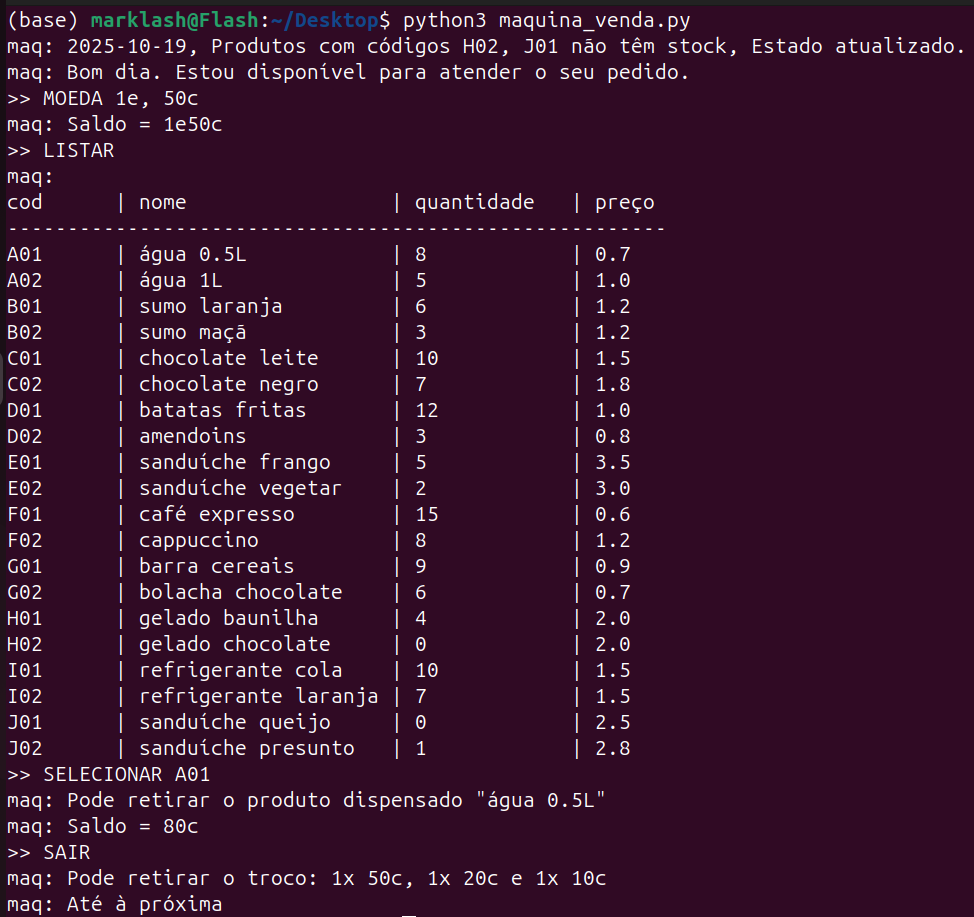 (base) marklash@Flash:~/Desktop$ python3 maquina_venda.py
maq: 2025-10-19, Produtos com códigos H02, J01 não têm stock, Estado atualizado.
maq: Bom dia. Estou disponível para atender o seu pedido.
>> MOEDA 1e, 50c
maq: Saldo = 1e50c
>> LISTAR
maq:
cod | nome | quantidade | preço
-------------------------------------------------------
A01 | água 0.5L | 8 | 0.7
A02 | água 1L | 5 | 1.0
B01 | sumo laranja | 6 | 1.2
B02 | sumo maçã | 3 | 1.2
C01 | chocolate leite | 10 | 1.5
C02 | chocolate negro | 7 | 1.8
D01 | batatas fritas | 12 | 1.0
D02 | amendoins | 3 | 0.8
E01 | sanduíche frango | 5 | 3.5
E02 | sanduíche vegetar | 2 | 3.0
F01 | café expresso | 15 | 0.6
F02 | cappuccino | 8 | 1.2
G01 | barra cereais | 9 | 0.9
G02 | bolacha chocolate | 6 | 0.7
H01 | gelado baunilha | 4 | 2.0
H02 | gelado chocolate | 0 | 2.0
I01 | refrigerante cola | 10 | 1.5
I02 | refrigerante laranja | 7 | 1.5
J01 | sanduíche queijo | 0 | 2.5
J02 | sanduíche presunto | 1 | 2.8
>> SELECIONAR A01
maq: Pode retirar o produto dispensado "água 0.5L"
maq: Saldo = 80c
>> SAIR
maq: Pode retirar o troco: 1x 50c, 1x 20c e 1x 10c
maq: Até à próxima